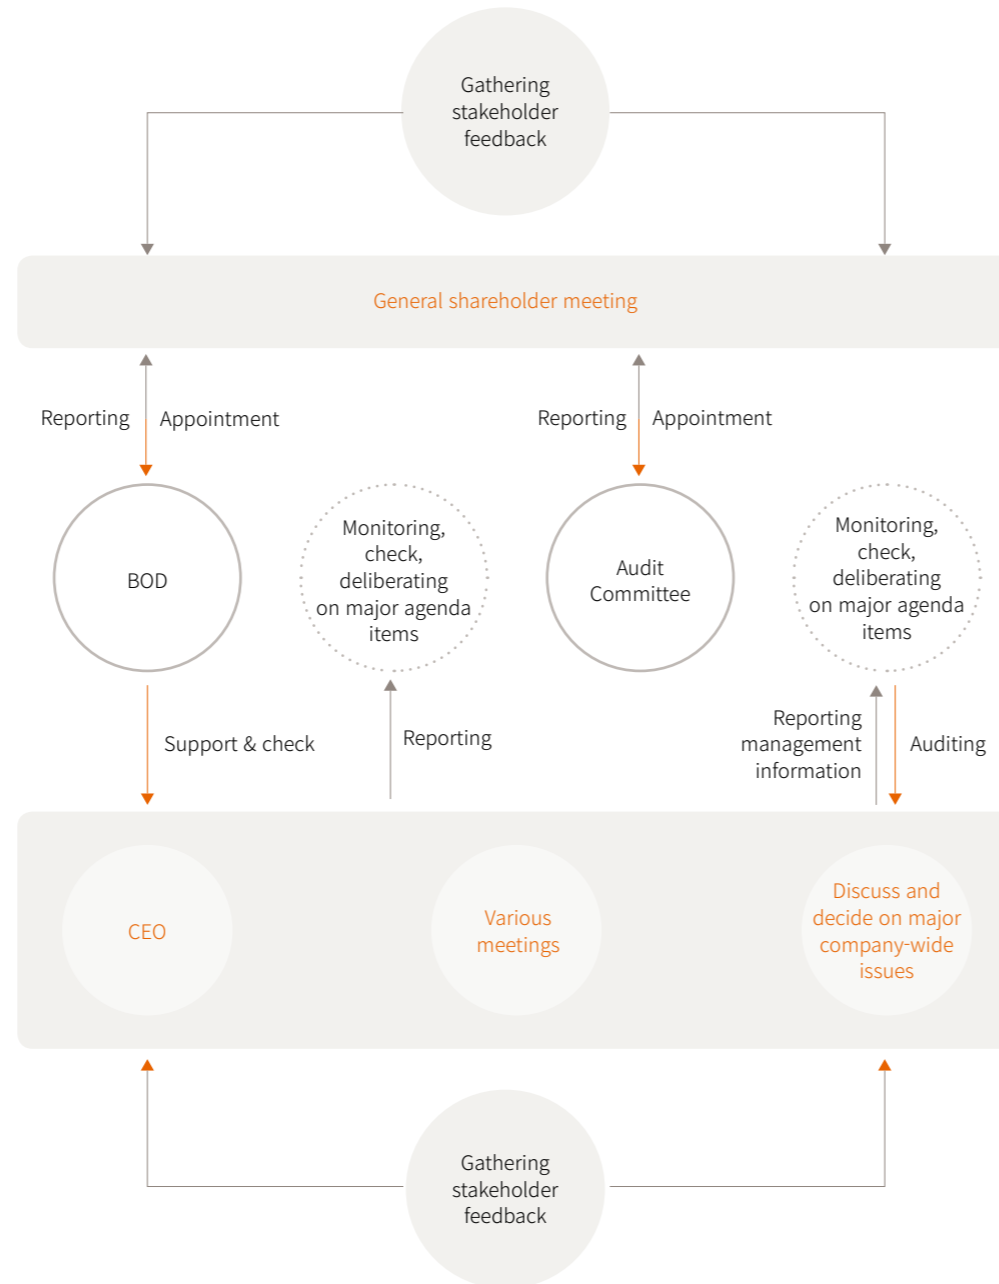 Gathering
stakeholder
feedback
General shareholder meeting
Reporting
Appointment
Reporting
Appointment
BOD
Monitoring,
check,
deliberating
on major agenda
items
Audit
Committee
Monitoring,
check,
deliberating
on major agenda
items
Support & check
Reporting
Reporting
management
information
Auditing
CEO
Various
meetings
Discuss and
decide on major
company-wide
issues
Gathering
stakeholder
feedback